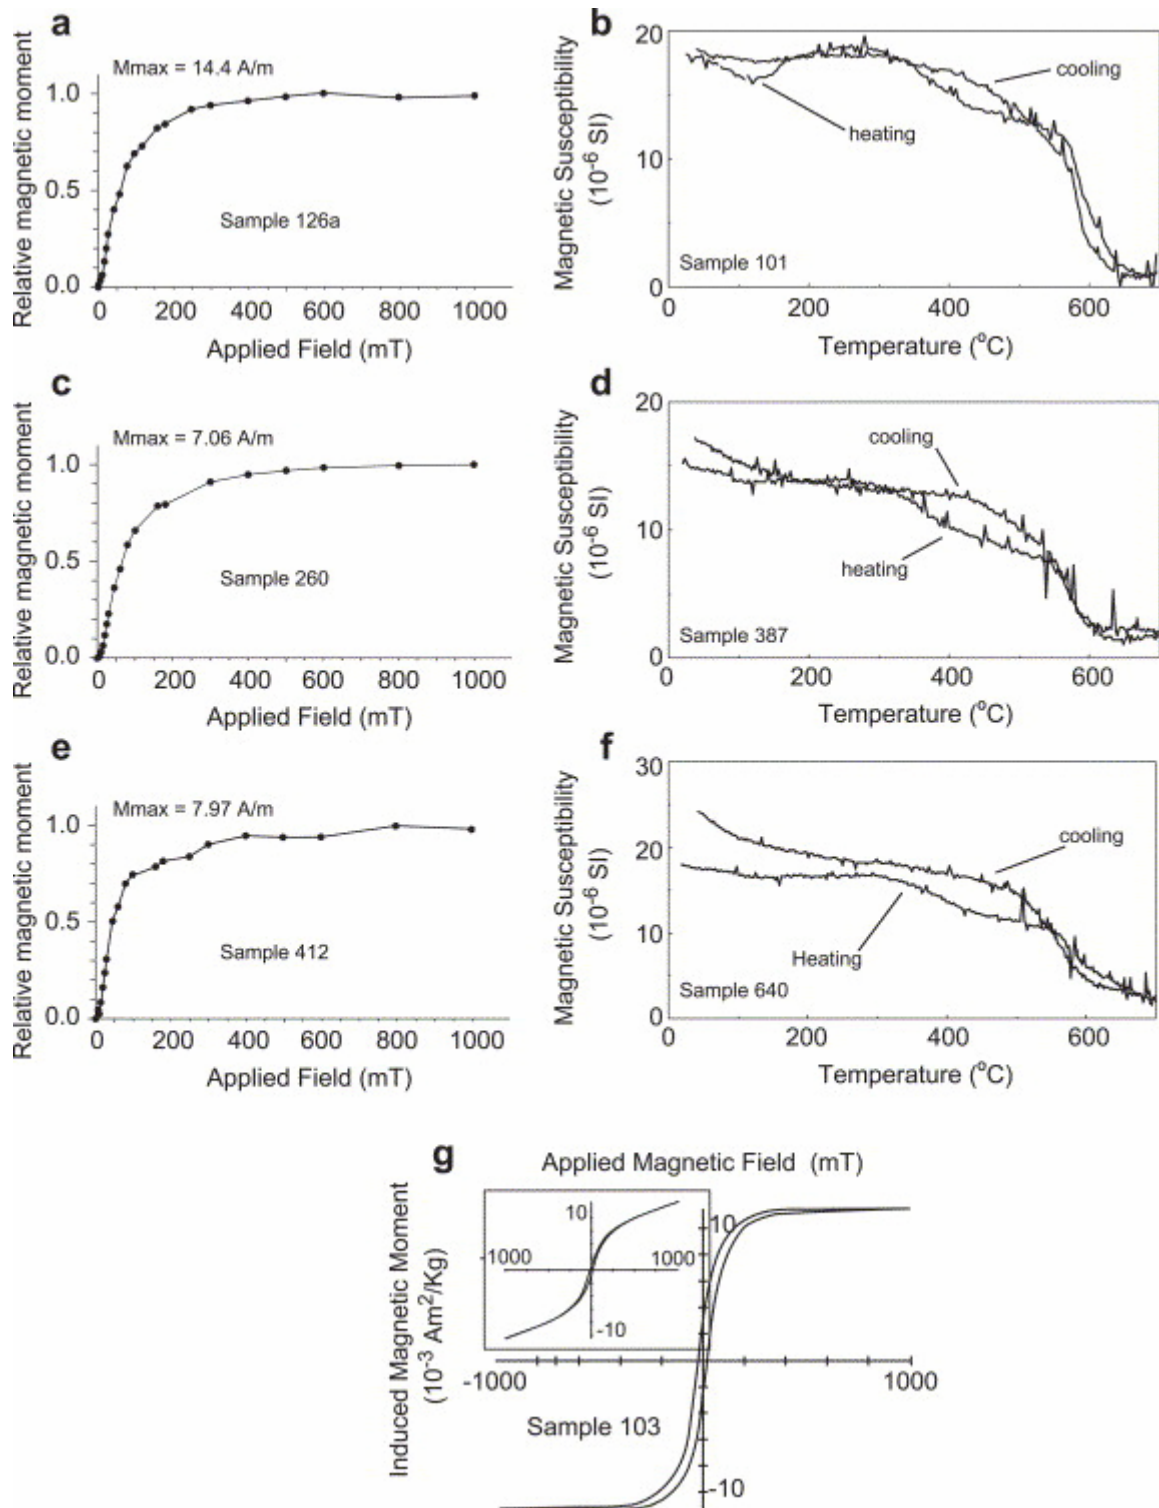 a
Mmax = 14.4 A/m
Relative magnetic moment
1.0
0.5
0.0
Sample 126a
0 200 400 600 800 1000
Applied Field (mT)
b
Magnetic Susceptibility
(10-6 SI)
20
10
0
cooling
heating
Sample 101
0 200 400 600
Temperature (oC)
c
Mmax = 7.06 A/m
Relative magnetic moment
1.0
0.5
0.0
Sample 260
0 200 400 600 800 1000
Applied Field (mT)
d
Magnetic Susceptibility
(10-6 SI)
20
10
0
cooling
heating
Sample 387
0 200 400 600
Temperature (oC)
e
Mmax = 7.97 A/m
Relative magnetic moment
1.0
0.5
0.0
Sample 412
0 200 400 600 800 1000
Applied Field (mT)
f
Magnetic Susceptibility
(10-6 SI)
30
20
10
0
cooling
Heating
Sample 640
0 200 400 600
Temperature (oC)
g
Applied Magnetic Field (mT)
Induced Magnetic Moment
(10-3 Am2/Kg)
10
1000 1000
-10
10
-1000 1000
Sample 103
-10